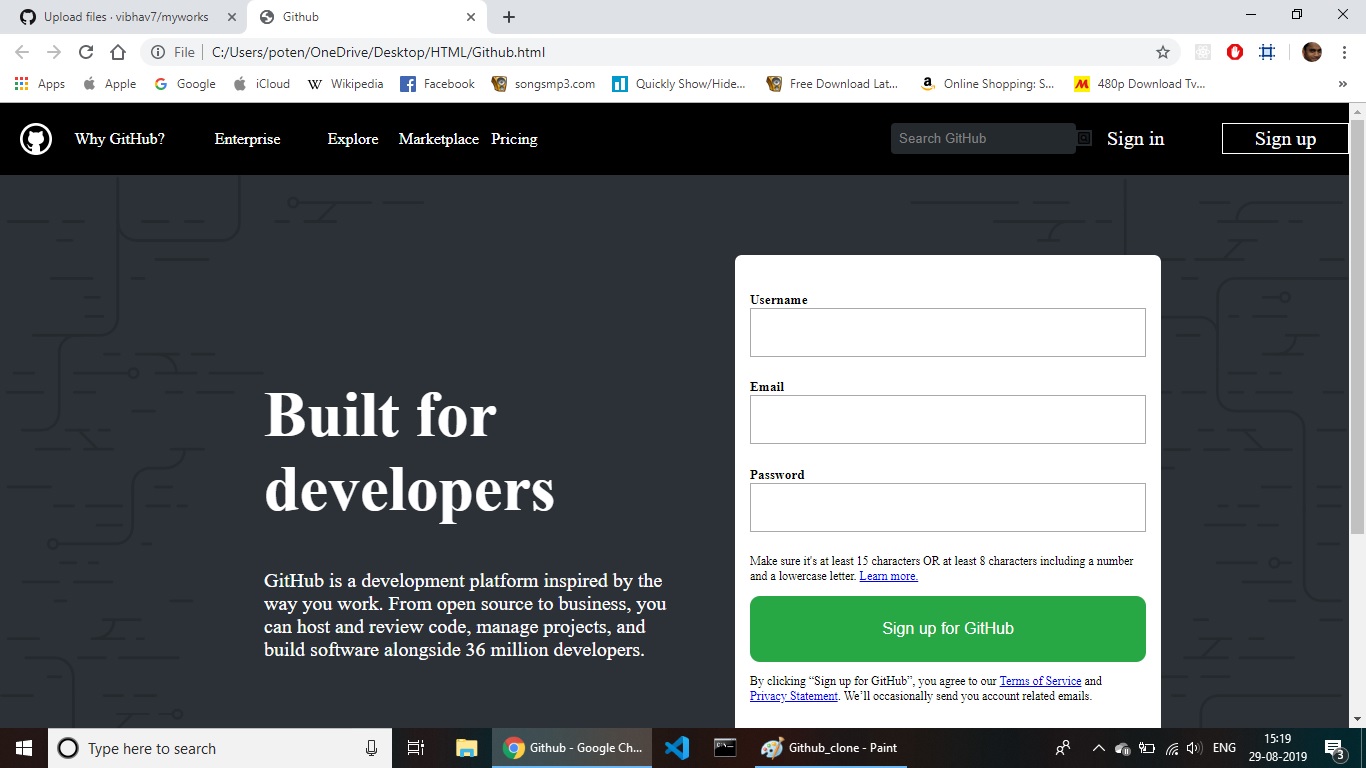 Upload files · vibhav7/myworks
Github
File
C:/Users/poten/OneDrive/Desktop/HTML/Github.html
Apps
Apple
Google
iCloud
Wikipedia
Facebook
songsmp3.com
Quickly Show/Hide...
Free Download Lat...
Online Shopping: S...
480p Download Tv...
»
Why GitHub?
Enterprise
Explore
Marketplace
Pricing
Search GitHub
Sign in
Sign up
Built for
developers
GitHub is a development platform inspired by the
way you work. From open source to business, you
can host and review code, manage projects, and
build software alongside 36 million developers.
Username
Email
Password
Make sure it's at least 15 characters OR at least 8 characters including a number
and a lowercase letter. Learn more.
Sign up for GitHub
By clicking “Sign up for GitHub”, you agree to our Terms of Service and
Privacy Statement. We’ll occasionally send you account related emails.
Type here to search
Github - Google Ch...
Github_clone - Paint
ENG
15:19
29-08-2019
3